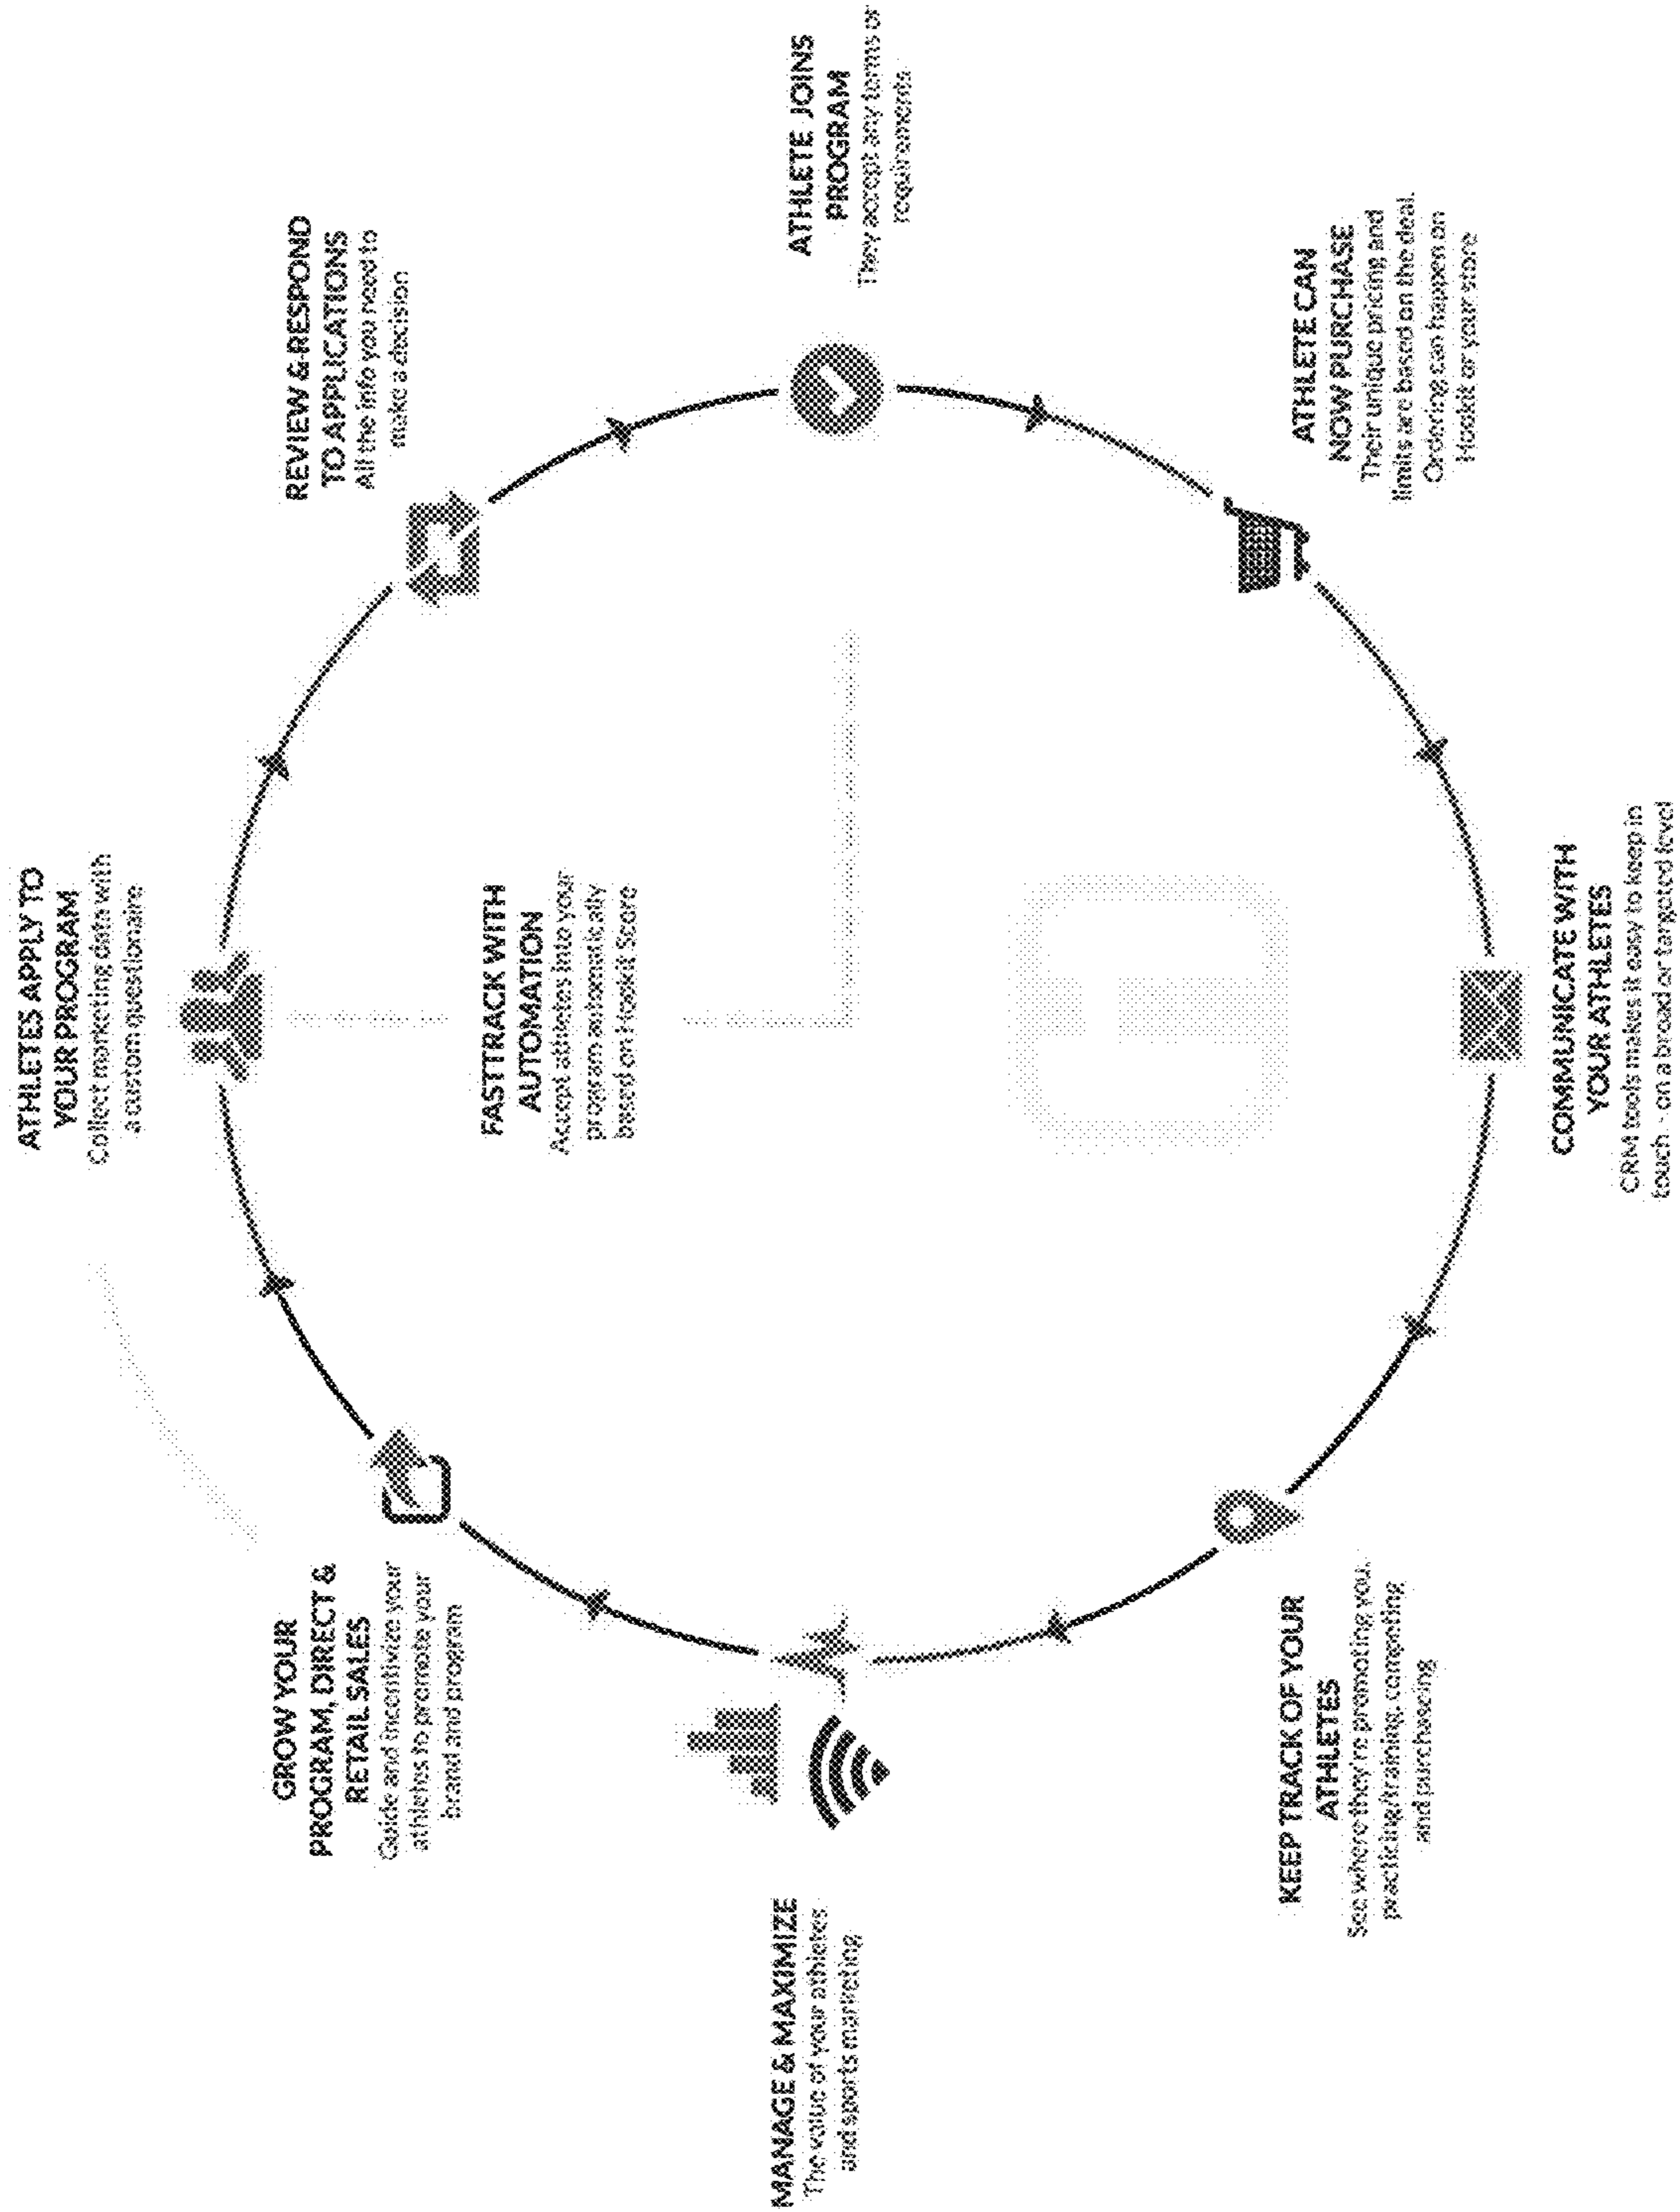 ATHLETES APPLY TO
YOUR PROGRAM
Collect marketing data with
a custom questionaire
REVIEW & RESPOND
TO APPLICATIONS
All the info you need to
make a decision
ATHLETE JOINS
PROGRAM
They accept any terms or
requirements
ATHLETE CAN
NOW PURCHASE
Their unique pricing and
limits are based on the deal.
Ordering can happen on
Hookit or your store
COMMUNICATE WITH
YOUR ATHLETES
CRM tools makes it easy to keep in
touch - on a broad or targeted level
KEEP TRACK OF YOUR
ATHLETES
See where they're promoting you,
practicing/training, competing
and purchasing
MANAGE & MAXIMIZE
The value of your athletes
and sports marketing
GROW YOUR
PROGRAM, DIRECT &
RETAIL SALES
Guide and incentivize your
athletes to promote your
brand and program
FASTTRACK WITH
AUTOMATION
Accept athletes into your
program automatically
based on Hookit Score